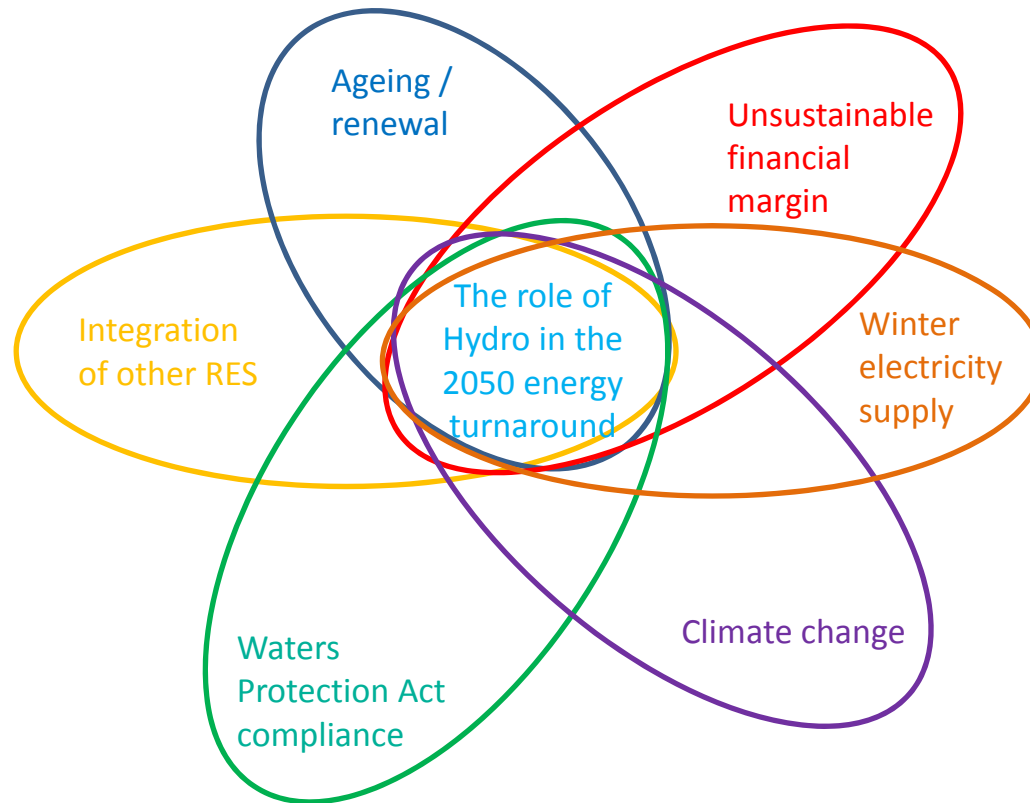 Ageing /
renewal
Unsustainable
financial
margin
Integration
of other RES
The role of
Hydro in the
2050 energy
turnaround
Winter
electricity
supply
Waters
Protection Act
compliance
Climate change